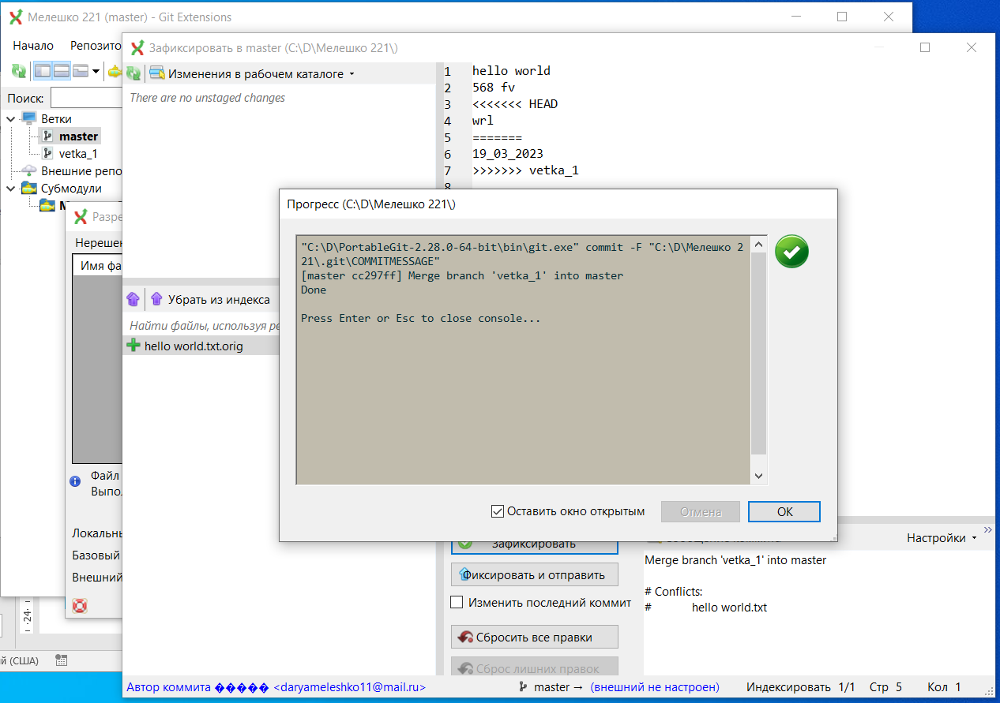 Мелешко 221 (master) - Git Extensions
Начало Репозито
Поиск:
Ветки
master
vetka_1
Внешние репо
Субмодули
Разре
Нерешен
Имя фа
Файл
Выпол
Локальны
Базовый
Внешний
24
й (США)
Зафиксировать в master (C:\D\Мелешко 221\)
Изменения в рабочем каталоге
There are no unstaged changes
Убрать из индекса
Найти файлы, используя ре
hello world.txt.orig
1 hello world
2 568 fv
3 <<<<<<< HEAD
4 wrl
5 =======
6 19_03_2023
7 >>>>>>> vetka_1
8
Прогресс (C:\D\Мелешко 221\)
"C:\D\PortableGit-2.28.0-64-bit\bin\git.exe" commit -F "C:\D\Мелешко 2
21\.git\COMMITMESSAGE"
[master cc297ff] Merge branch 'vetka_1' into master
Done
Press Enter or Esc to close console...
Оставить окно открытым Отмена OK
Зафиксировать
Фиксировать и отправить
Изменить последний коммит
Сбросить все правки
Сброс лишних правок
Настройки
Merge branch 'vetka_1' into master
# Conflicts:
# hello world.txt
Автор коммита ����� <daryameleshko11@mail.ru> master → (внешний не настроен) Индексировать 1/1 Стр 5 Кол 1